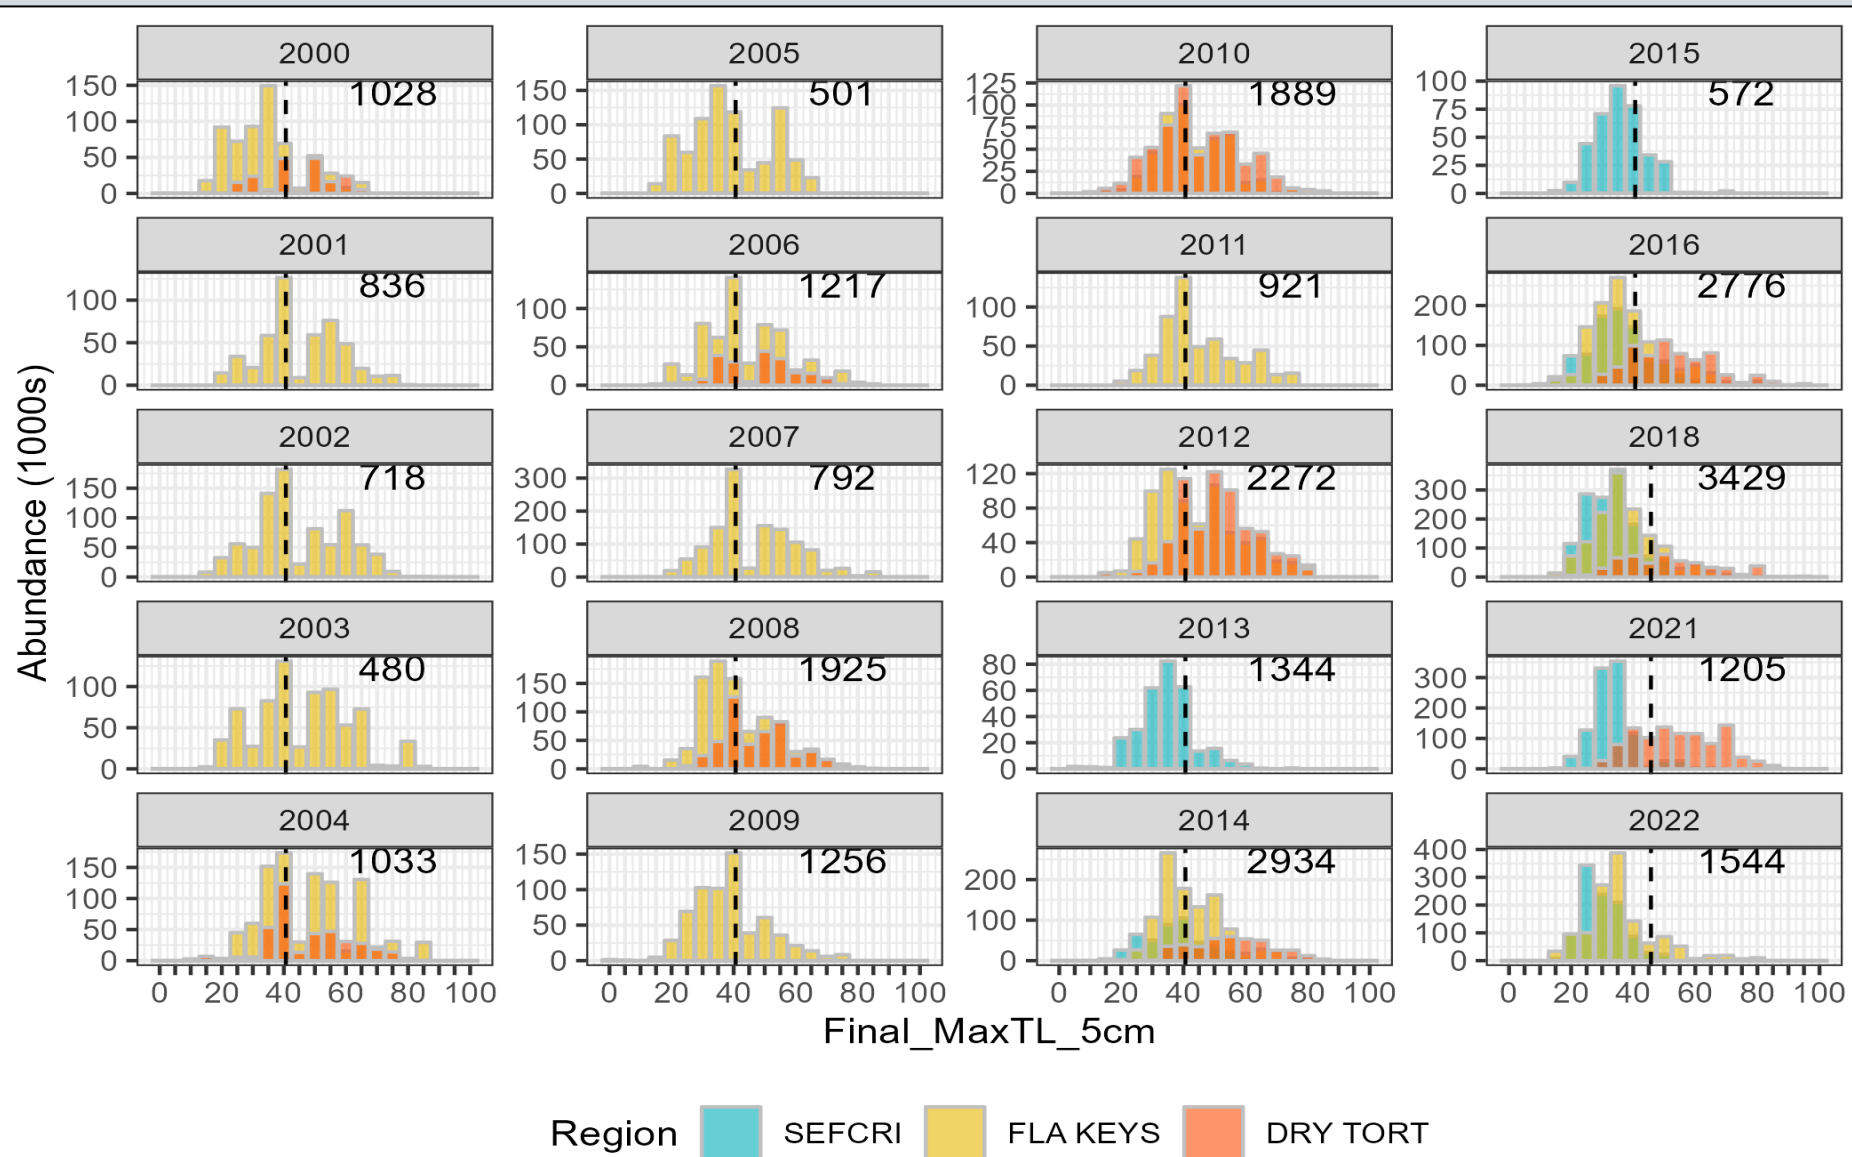 2000 2005 2010 2015
150 100 50 0 1028
150 100 50 0 501
125 100 75 50 25 0 1889
100 75 50 25 0 572
2001 2006 2011 2016
100 50 0 836
100 50 0 1217
100 50 0 921
200 100 0 2776
2002 2007 2012 2018
150 100 50 0 718
300 200 100 0 792
120 80 40 0 2272
300 200 100 0 3429
2003 2008 2013 2021
100 50 0 480
150 100 50 0 1925
80 60 40 20 0 1344
300 200 100 0 1205
2004 2009 2014 2022
150 100 50 0 1033
150 100 50 0 1256
200 100 0 2934
400 300 200 100 0 1544
0 20 40 60 80 100 0 20 40 60 80 100 0 20 40 60 80 100 0 20 40 60 80 100
Abundance (1000s)
Final_MaxTL_5cm
Region SEFCRI FLA KEYS DRY TORT